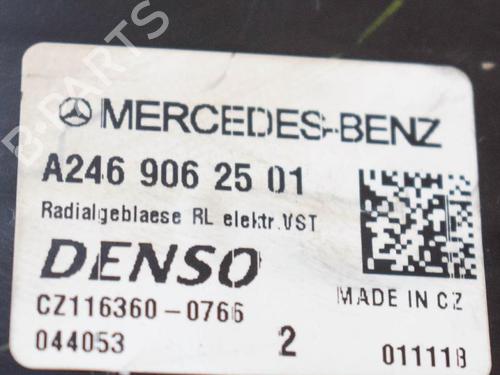 B-PARTS
MERCEDES-BENZ
A246 906 25 01
Radialgeblaese RL elektr.VST
DENSO
MADE IN CZ
CZ116360-0766
044053 2 011118